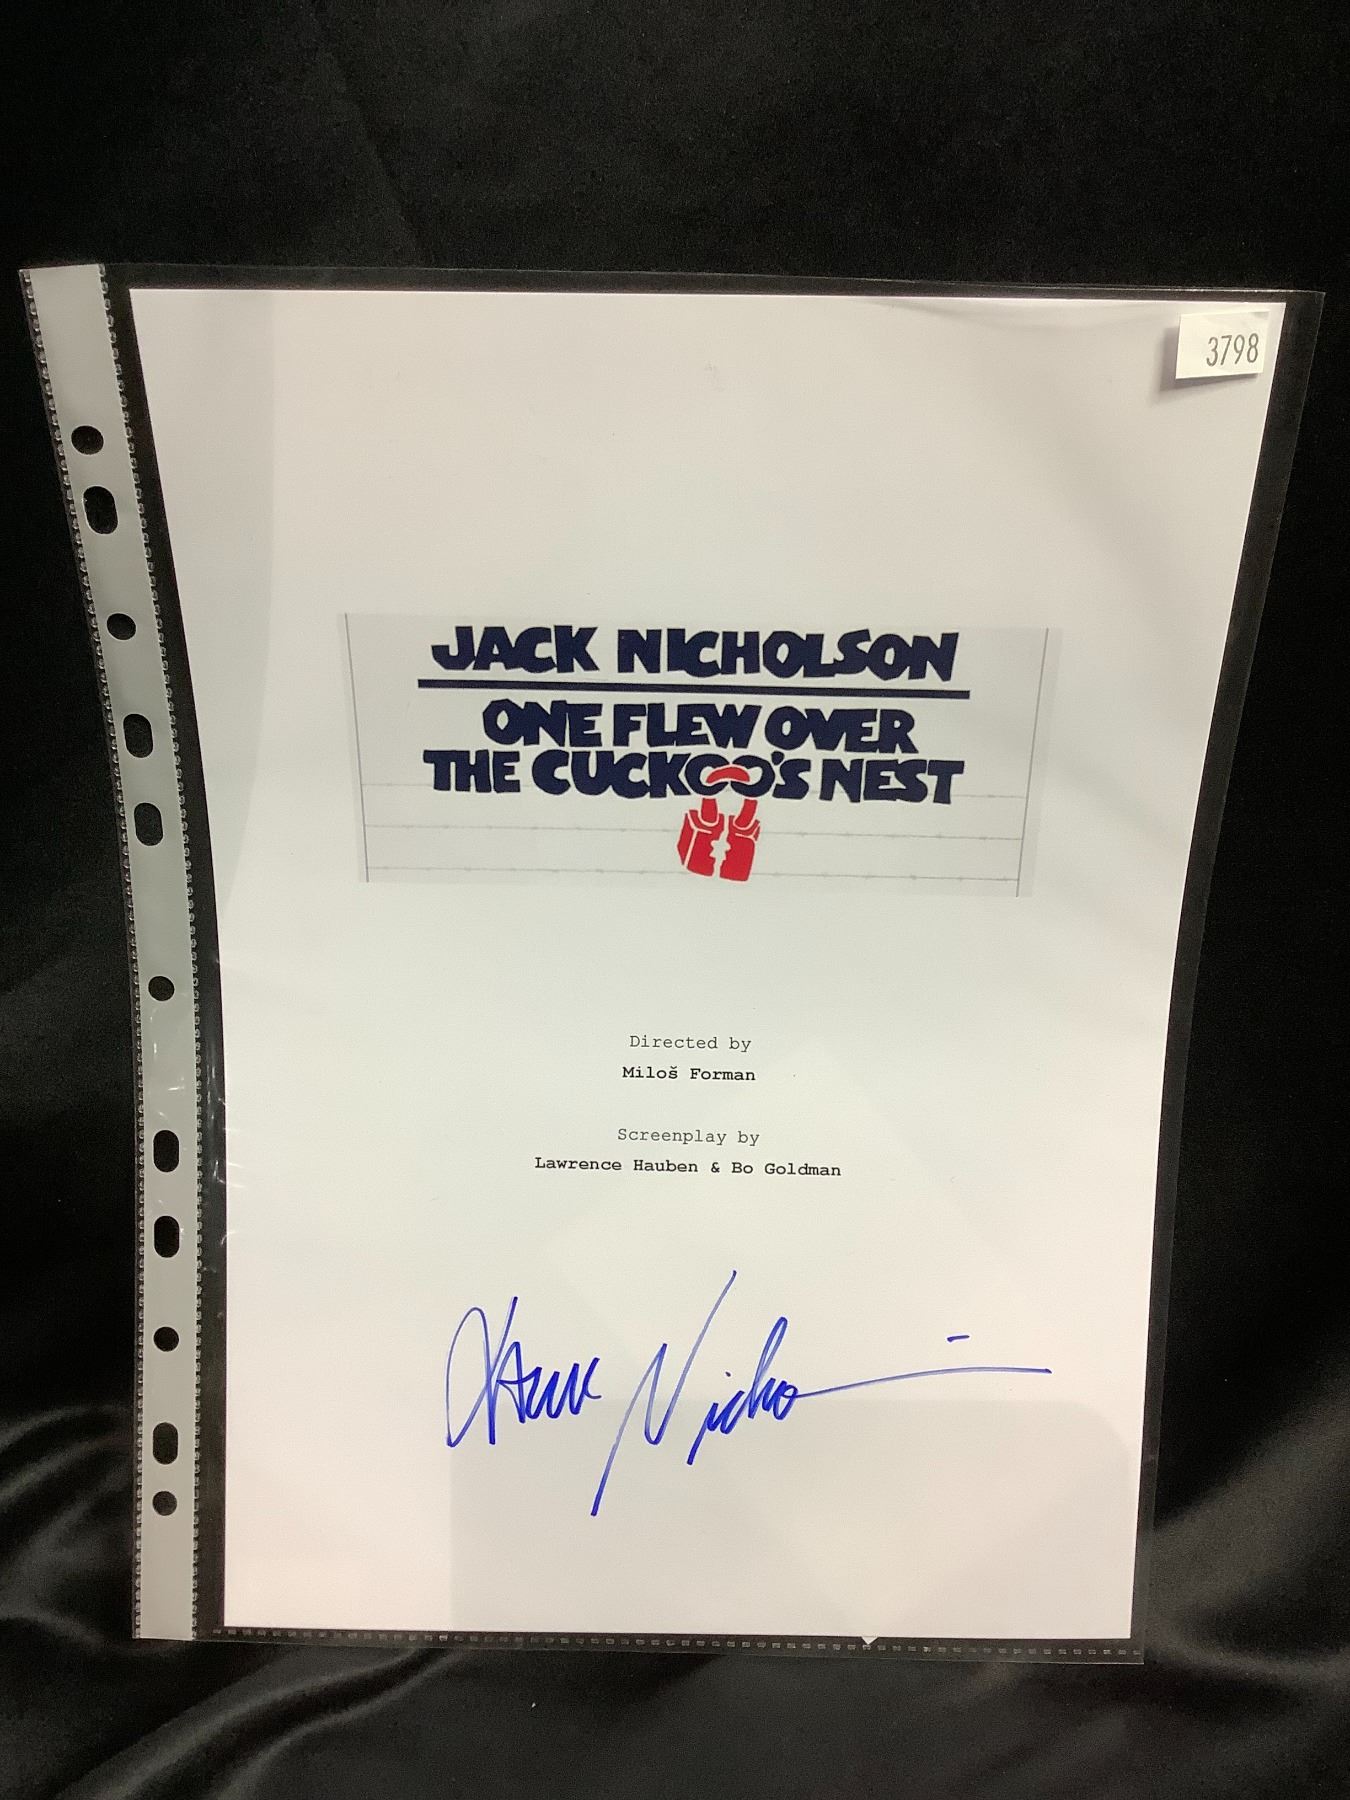 3798
JACK NICHOLSON
ONE FLEW OVER
THE CUCKOO'S NEST
Directed by
Miloš Forman
Screenplay by
Lawrence Hauben & Bo Goldman